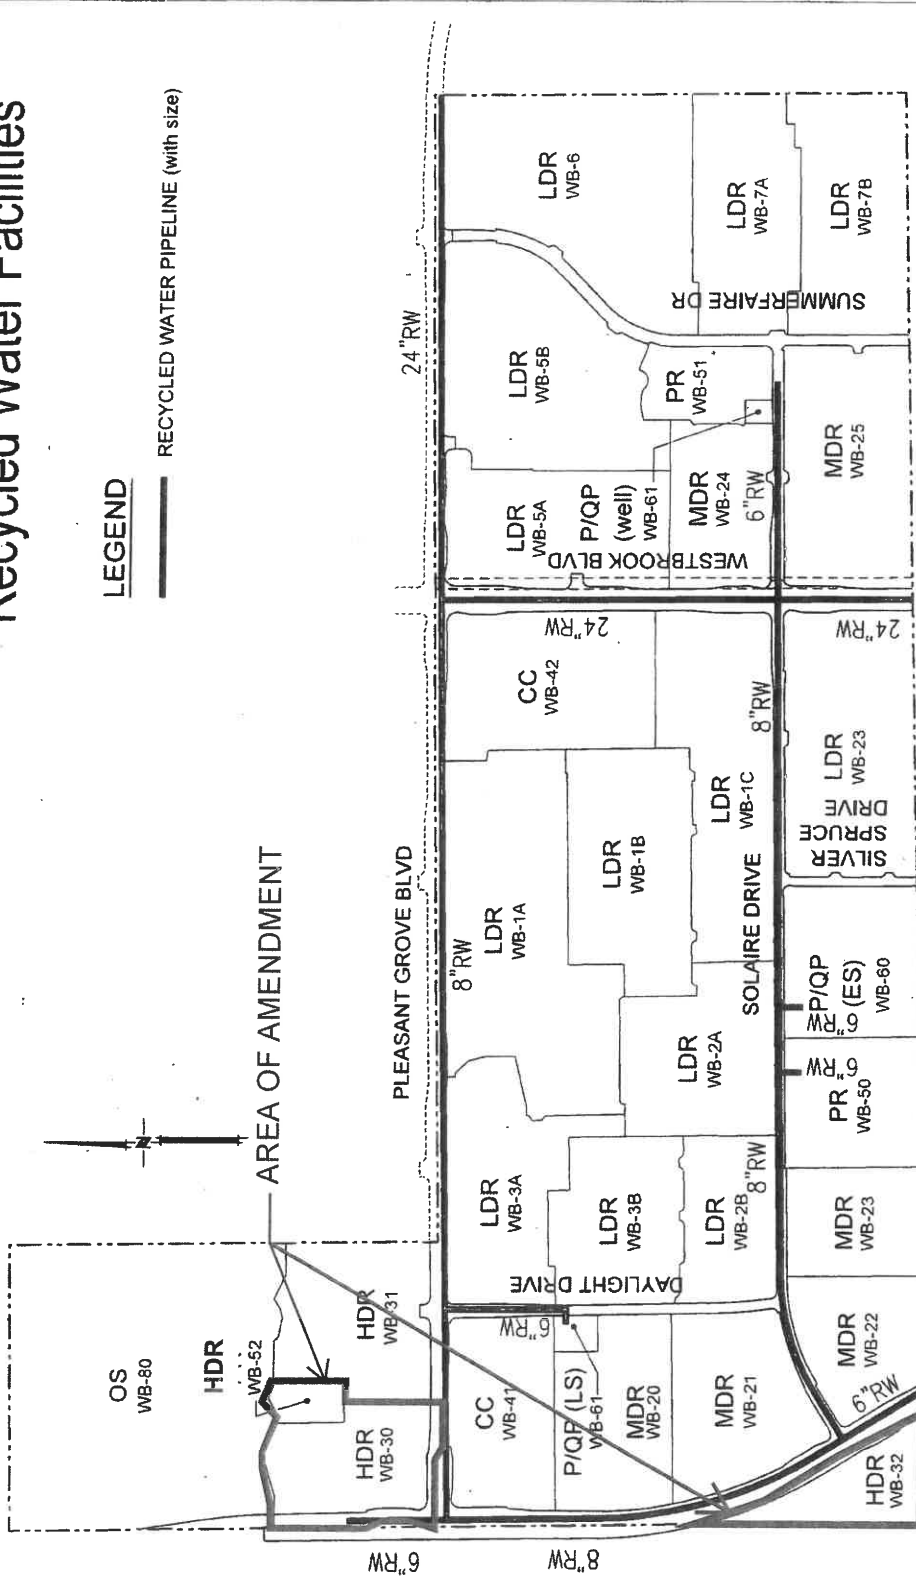 Recycled Water Facilities
LEGEND
RECYCLED WATER PIPELINE (with size)
AREA OF AMENDMENT
OS
WB-80
HDR
WB-52
HDR
WB-31
HDR
WB-30
6"RW
8"RW
PLEASANT GROVE BLVD
24"RW
8"RW
LDR
WB-6
LDR
WB-5B
LDR
WB-5A
LDR
WB-7A
LDR
WB-7B
SUMMERFAIRE DR
PR
WB-51
P/QP
(well)
WB-61
MDR
WB-24
6"RW
WESTBROOK BLVD
MDR
WB-25
24"RW
24"RW
CC
WB-42
LDR
WB-1A
LDR
WB-1B
LDR
WB-1C
8"RW
SOLAIRE DRIVE
LDR
WB-23
SILVER
SPRUCE
DRIVE
P/QP
(ES)
WB-60
6"RW
6"RW
PR
WB-50
LDR
WB-2A
LDR
WB-3A
LDR
WB-3B
LDR
WB-2B
8"RW
DAYLIGHT DRIVE
6"RW
CC
WB-41
P/QP (LS)
WB-61
MDR
WB-20
MDR
WB-21
MDR
WB-23
MDR
WB-22
6"RW
HDR
WB-32